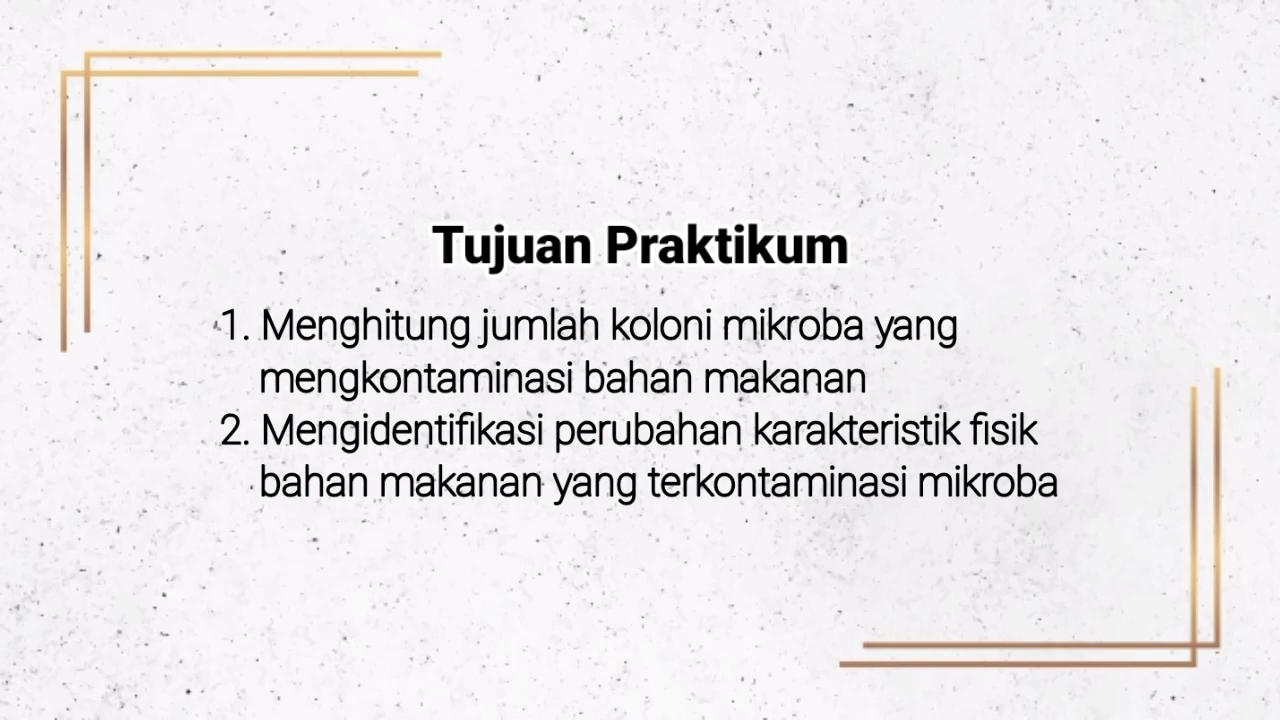 Tujuan Praktikum
1. Menghitung jumlah koloni mikroba yang
mengkontaminasi bahan makanan
2. Mengidentifikasi perubahan karakteristik fisik
bahan makanan yang terkontaminasi mikroba